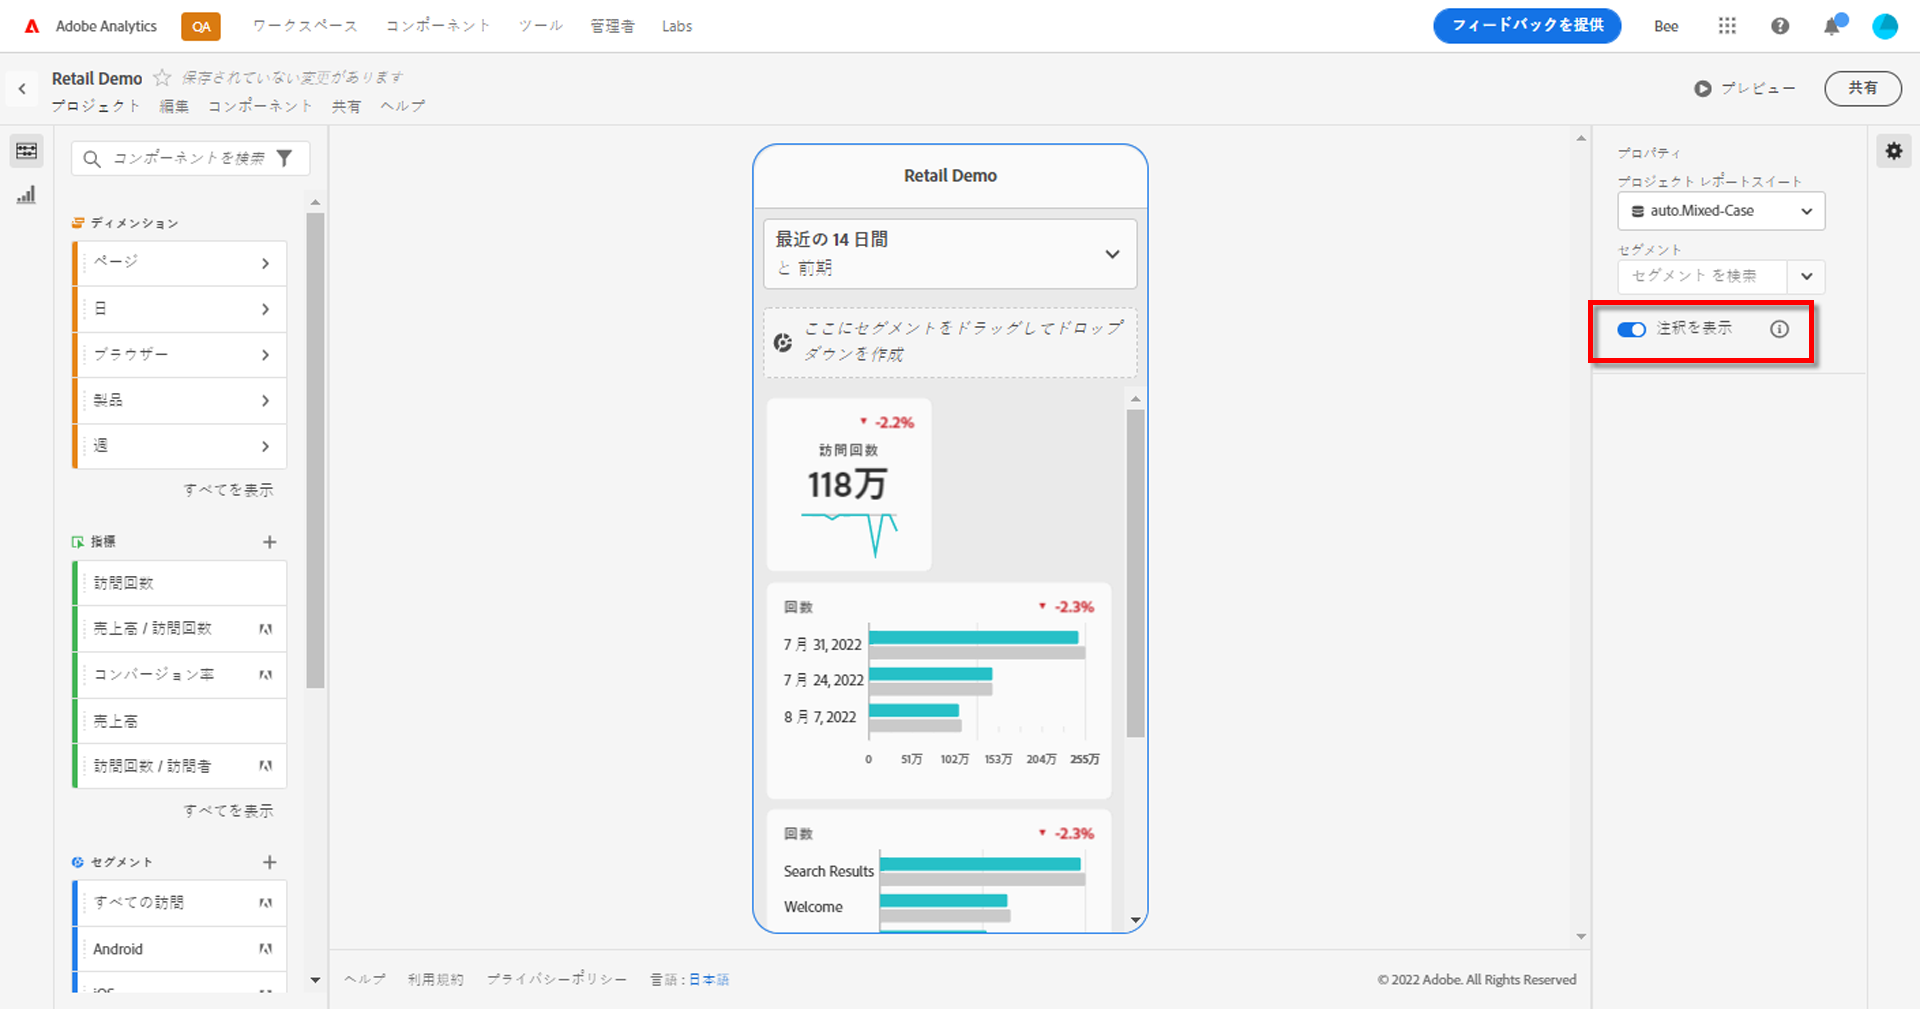 Adobe Analytics QA ワークスペース コンポーネント ツール 管理者 Labs フィードバックを提供 Bee
Retail Demo 保存されていない変更があります
プロジェクト 編集 コンポーネント 共有 ヘルプ
プレビュー 共有
コンポーネントを検索
ディメンション
ページ
日
ブラウザー
製品
週
すべてを表示
指標
訪問回数
売上高 / 訪問回数
コンバージョン率
売上高
訪問回数 / 訪問者
すべてを表示
セグメント
すべての訪問
Android
iOS
Retail Demo
最近の 14 日間
と 前期
ここにセグメントをドラッグしてドロップ
ダウンを作成
-2.2%
訪問回数
118万
回数 -2.3%
7 月 31, 2022
7 月 24, 2022
8 月 7, 2022
0 51万 102万 153万 204万 255万
回数 -2.3%
Search Results
Welcome
プロパティ
プロジェクト レポートスイート
auto.Mixed-Case
セグメント
セグメント を検索
注釈を表示
ヘルプ 利用規約 プライバシーポリシー 言語 : 日本語
© 2022 Adobe. All Rights Reserved